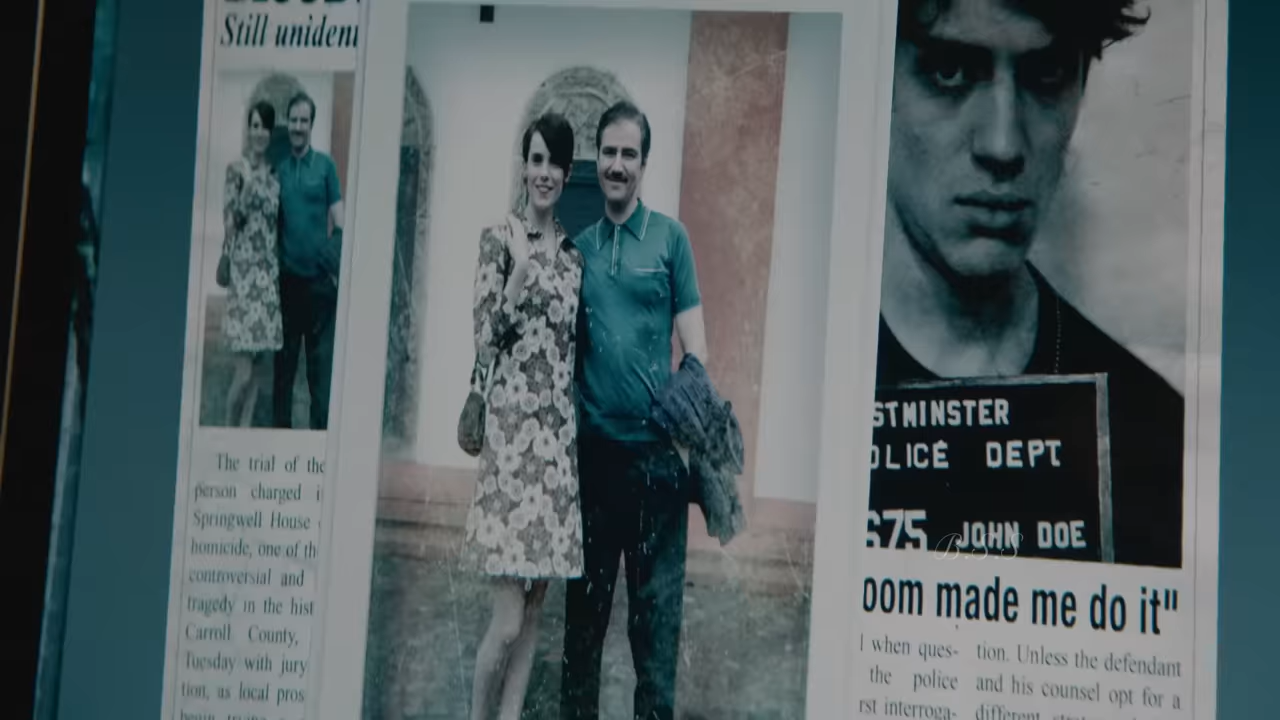 Still unident
The trial of the
person charged i
Springwell House
homicide, one of th
controversial and
tragedy in the hist
Carroll County,
Tuesday with jury
tion, as local pros
STMINSTER
OLICE DEPT
675 JOHN DOE
B.S.S
oom made me do it"
l when ques-
the police
rst interroga-
tion. Unless the defendant
and his counsel opt for a